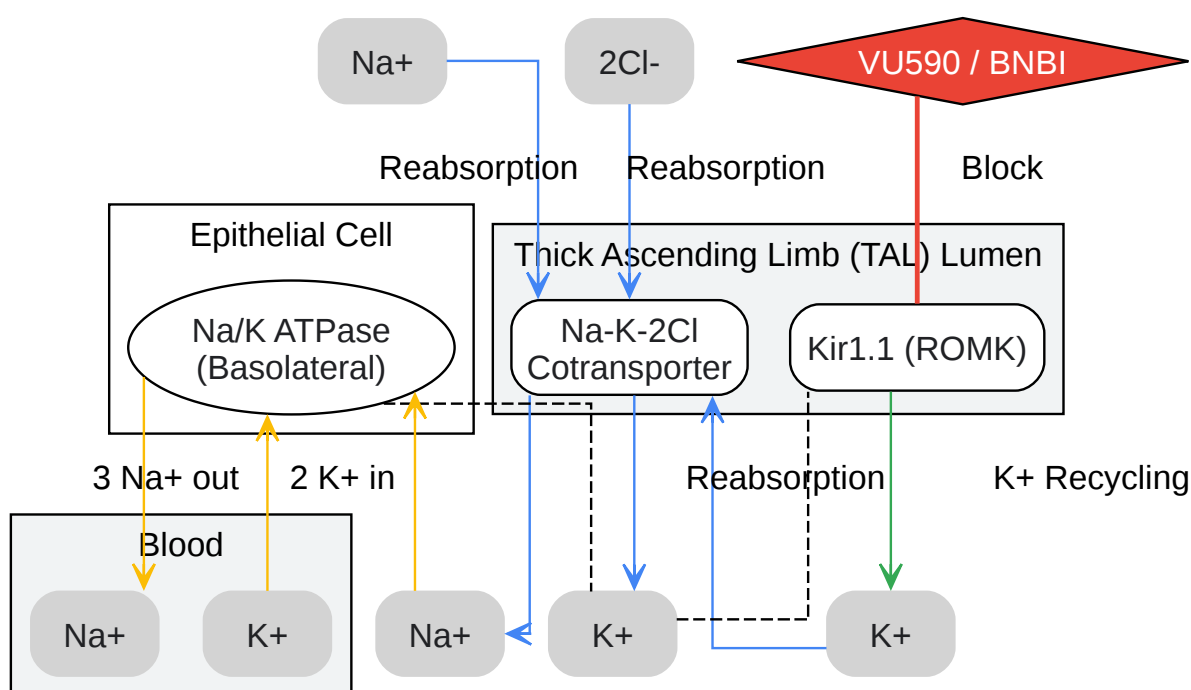 Na+
2Cl-
VU590 / BNBI
Reabsorption
Reabsorption
Block
Epithelial Cell
Thick Ascending Limb (TAL) Lumen
Na/K ATPase
(Basolateral)
Na-K-2Cl
Cotransporter
Kir1.1 (ROMK)
3 Na+ out
2 K+ in
Reabsorption
K+ Recycling
Blood
Na+
K+
Na+
K+
K+